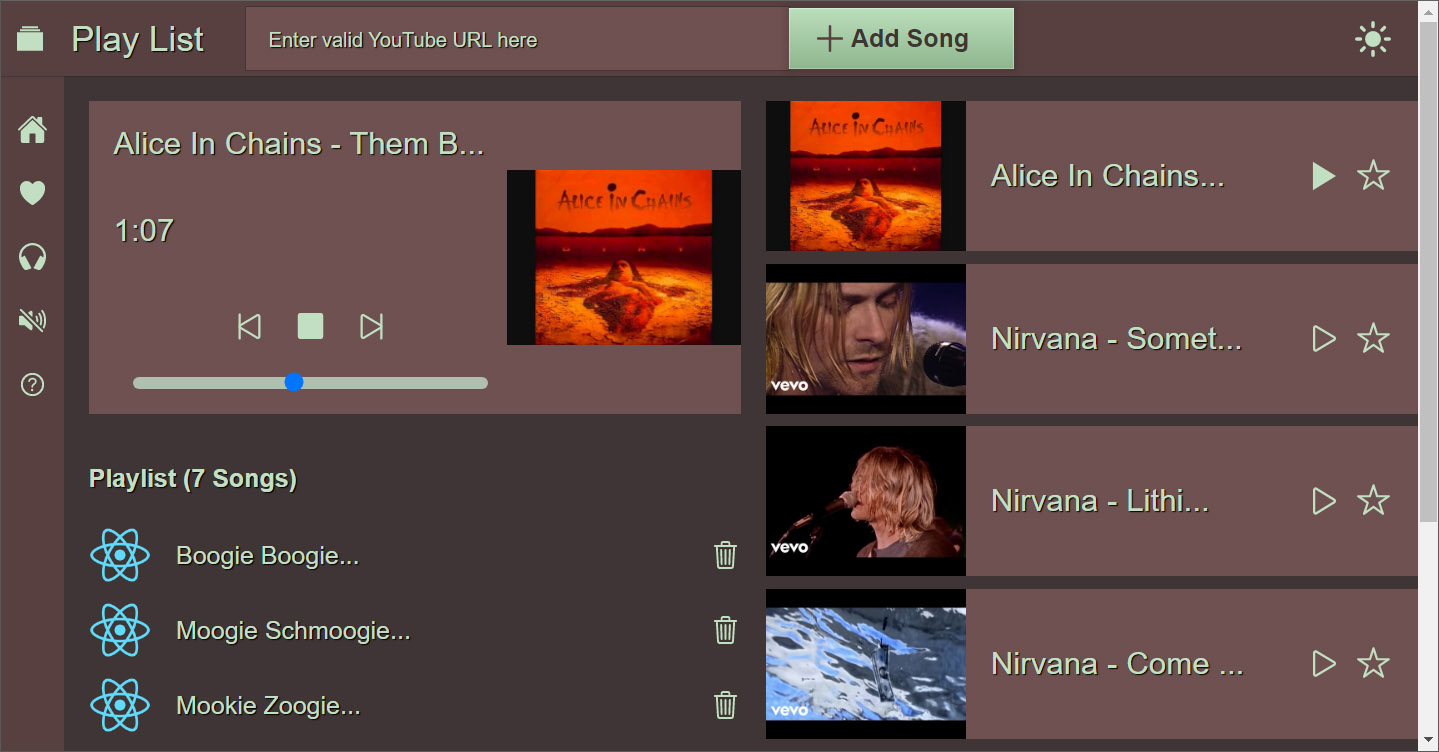 Play List
Enter valid YouTube URL here
Add Song
Alice In Chains - Them B...
1:07
ALICE IN CHAINS
Playlist (7 Songs)
Boogie Boogie...
Moogie Schmoogie...
Mookie Zoogie...
ALICE IN CHAINS
Alice In Chains...
vevo
Nirvana - Somet...
vevo
Nirvana - Lithi...
vevo
Nirvana - Come ...